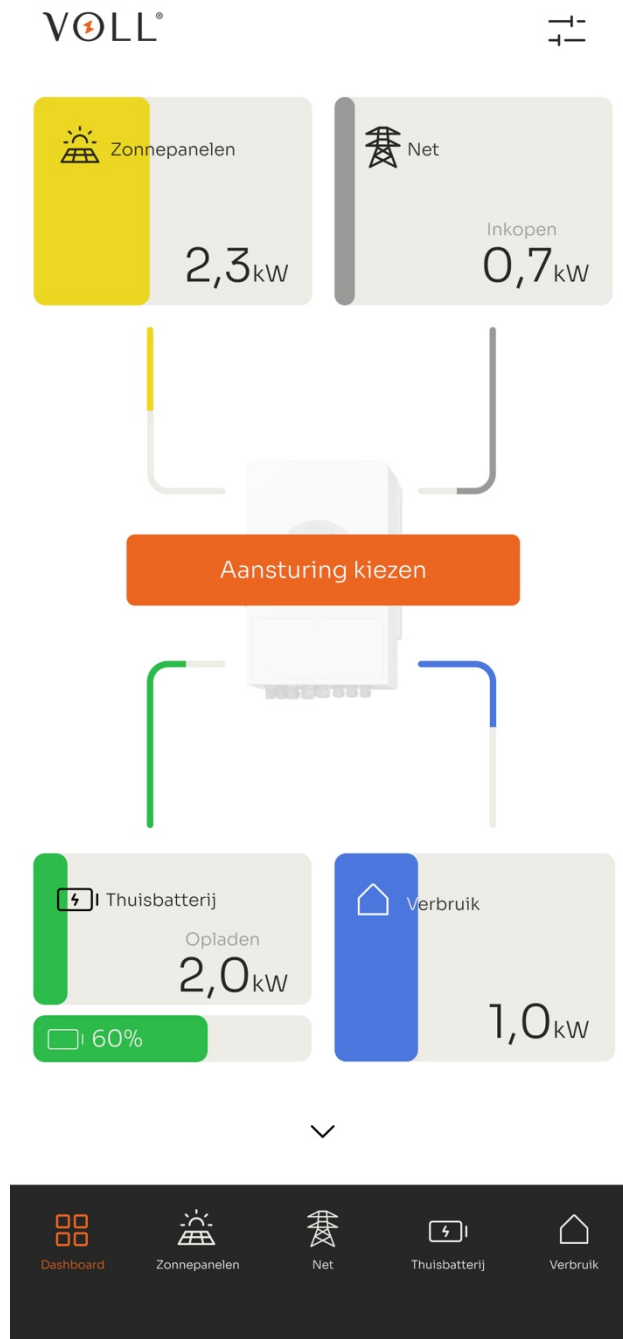 VOLL®
Zonnepanelen
2,3kW
Net
Inkopen
0,7kW
Aansturing kiezen
Thuisbatterij
Opladen
2,0kW
60%
Verbruik
1,0kW
Dashboard
Zonnepanelen
Net
Thuisbatterij
Verbruik